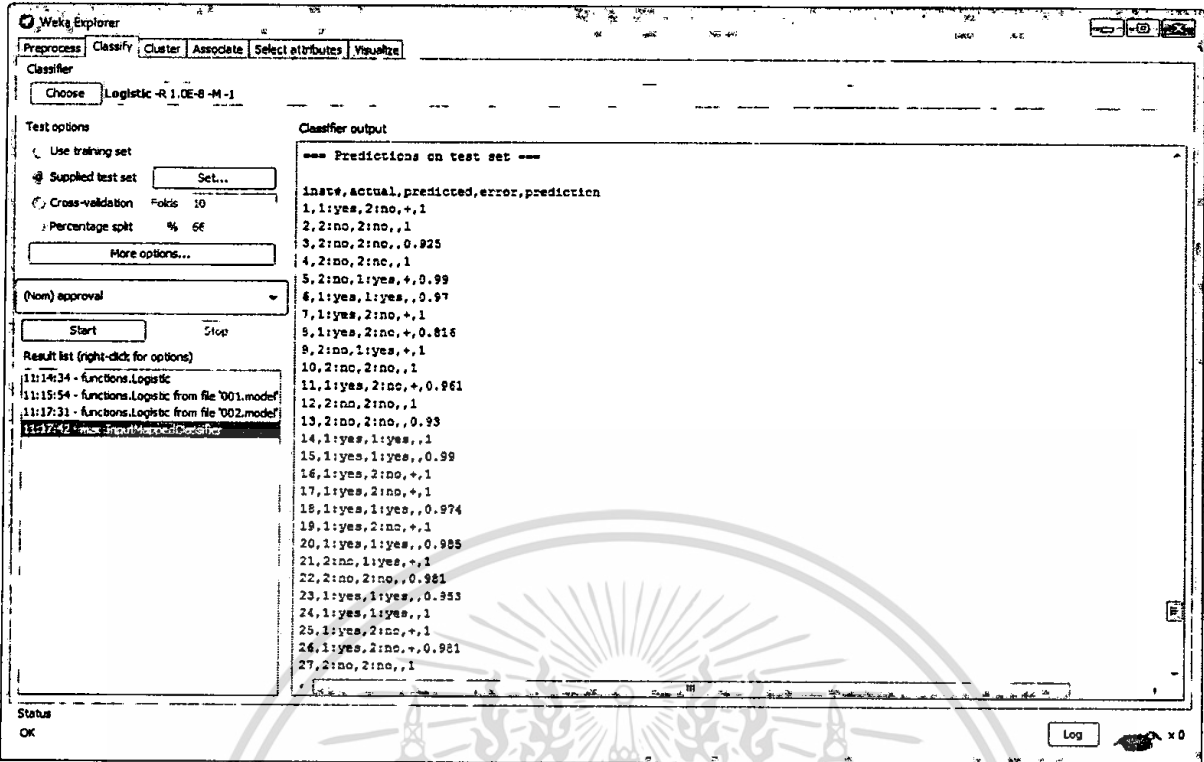 Weka Explorer
Preprocess Classify Cluster Associate Select attributes Visualize
Classifier
Choose Logistic -R 1.0E-8 -M -1
Test options
Use training set
Supplied test set Set...
Cross-validation Folds 10
Percentage split % 66
More options...
(Nom) approval
Start Stop
Result list (right-click for options)
11:14:34 - functions.Logistic
11:15:54 - functions.Logistic from file '001.model'
11:17:31 - functions.Logistic from file '002.model'
11:17:42 - misc.InputMappedClassifier
Classifier output
=== Predictions on test set ===
inst#,actual,predicted,error,prediction
1,1:yes,2:no,+,1
2,2:no,2:no,,1
3,2:no,2:no,,0.925
4,2:no,2:no,,1
5,2:no,1:yes,+,0.99
6,1:yes,1:yes,,0.97
7,1:yes,2:no,+,1
8,1:yes,2:no,+,0.816
9,2:no,1:yes,+,1
10,2:no,2:no,,1
11,1:yes,2:no,+,0.961
12,2:no,2:no,,1
13,2:no,2:no,,0.93
14,1:yes,1:yes,,1
15,1:yes,1:yes,,0.99
16,1:yes,2:no,+,1
17,1:yes,2:no,+,1
18,1:yes,1:yes,,0.974
19,1:yes,2:no,+,1
20,1:yes,1:yes,,0.985
21,2:no,1:yes,+,1
22,2:no,2:no,,0.981
23,1:yes,1:yes,,0.953
24,1:yes,1:yes,,1
25,1:yes,2:no,+,1
26,1:yes,2:no,+,0.981
27,2:no,2:no,,1
Status
OK
Log x 0